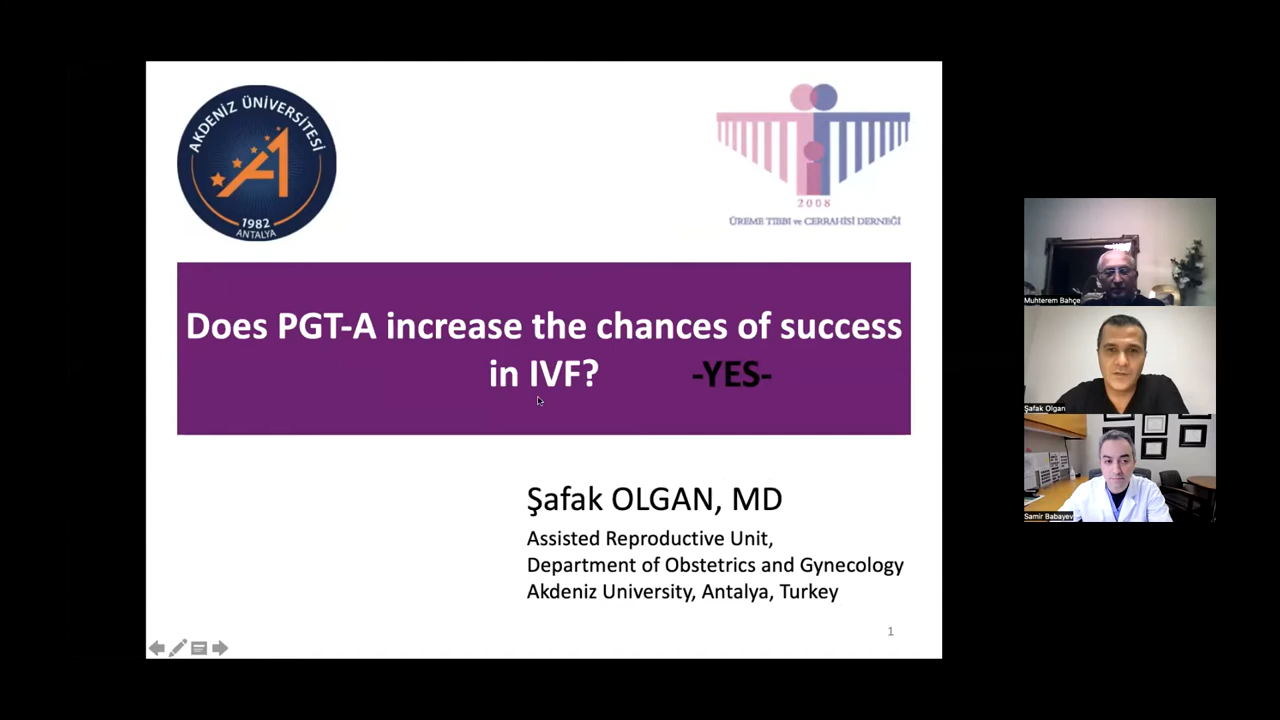 AKDENİZ ÜNİVERSİTESİ
1982
ANTALYA
2008
ÜREME TIBBI ve CERRAHİSİ DERNEĞİ
Does PGT-A increase the chances of success
in IVF? -YES-
Şafak OLGAN, MD
Assisted Reproductive Unit,
Department of Obstetrics and Gynecology
Akdeniz University, Antalya, Turkey
1
Muhterem Bahçe
Şafak Olgan
Samir Babayev